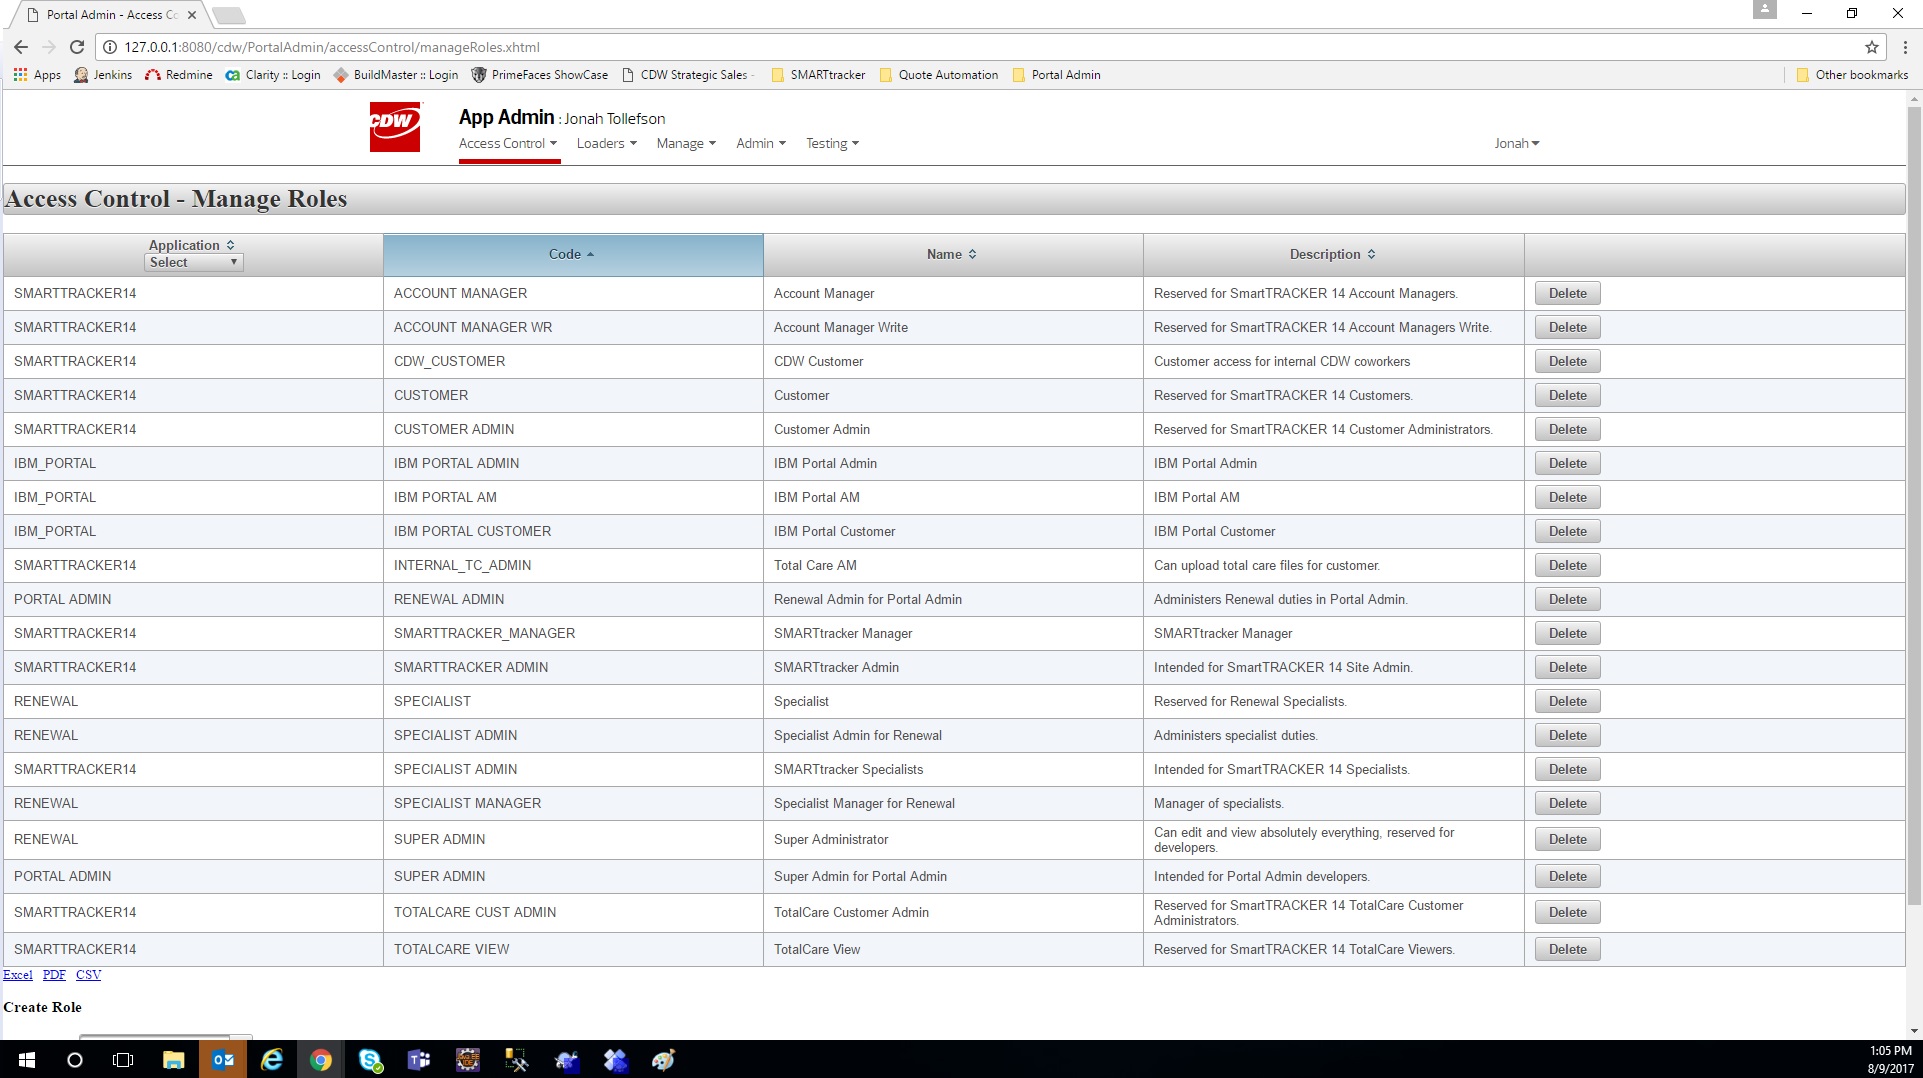 Portal Admin - Access Co
127.0.0.1:8080/cdw/PortalAdmin/accessControl/manageRoles.xhtml
Apps Jenkins Redmine Clarity :: Login BuildMaster :: Login PrimeFaces ShowCase CDW Strategic Sales - SMARTtracker Quote Automation Portal Admin Other bookmarks
CDW
App Admin : Jonah Tollefson
Access Control Loaders Manage Admin Testing Jonah
Access Control - Manage Roles
Application Code Name Description
Select
SMARTTRACKER14 ACCOUNT MANAGER Account Manager Reserved for SmartTRACKER 14 Account Managers. Delete
SMARTTRACKER14 ACCOUNT MANAGER WR Account Manager Write Reserved for SmartTRACKER 14 Account Managers Write. Delete
SMARTTRACKER14 CDW_CUSTOMER CDW Customer Customer access for internal CDW coworkers Delete
SMARTTRACKER14 CUSTOMER Customer Reserved for SmartTRACKER 14 Customers. Delete
SMARTTRACKER14 CUSTOMER ADMIN Customer Admin Reserved for SmartTRACKER 14 Customer Administrators. Delete
IBM_PORTAL IBM PORTAL ADMIN IBM Portal Admin IBM Portal Admin Delete
IBM_PORTAL IBM PORTAL AM IBM Portal AM IBM Portal AM Delete
IBM_PORTAL IBM PORTAL CUSTOMER IBM Portal Customer IBM Portal Customer Delete
SMARTTRACKER14 INTERNAL_TC_ADMIN Total Care AM Can upload total care files for customer. Delete
PORTAL ADMIN RENEWAL ADMIN Renewal Admin for Portal Admin Administers Renewal duties in Portal Admin. Delete
SMARTTRACKER14 SMARTTRACKER_MANAGER SMARTtracker Manager SMARTtracker Manager Delete
SMARTTRACKER14 SMARTTRACKER ADMIN SMARTtracker Admin Intended for SmartTRACKER 14 Site Admin. Delete
RENEWAL SPECIALIST Specialist Reserved for Renewal Specialists. Delete
RENEWAL SPECIALIST ADMIN Specialist Admin for Renewal Administers specialist duties. Delete
SMARTTRACKER14 SPECIALIST ADMIN SMARTtracker Specialists Intended for SmartTRACKER 14 Specialists. Delete
RENEWAL SPECIALIST MANAGER Specialist Manager for Renewal Manager of specialists. Delete
RENEWAL SUPER ADMIN Super Administrator Can edit and view absolutely everything, reserved for
developers. Delete
PORTAL ADMIN SUPER ADMIN Super Admin for Portal Admin Intended for Portal Admin developers. Delete
SMARTTRACKER14 TOTALCARE CUST ADMIN TotalCare Customer Admin Reserved for SmartTRACKER 14 TotalCare Customer
Administrators. Delete
SMARTTRACKER14 TOTALCARE VIEW TotalCare View Reserved for SmartTRACKER 14 TotalCare Viewers. Delete
Excel PDF CSV
Create Role
1:05 PM
8/9/2017